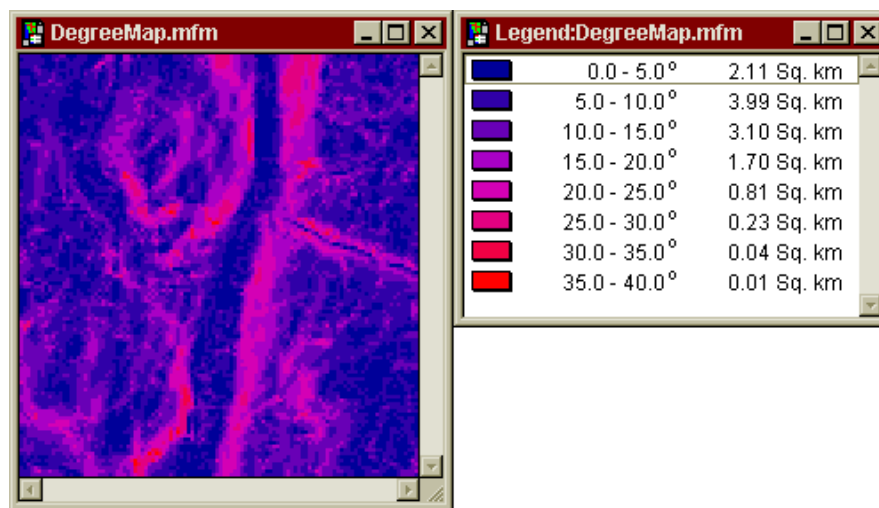 DegreeMap.mfm
Legend:DegreeMap.mfm
0.0 - 5.0° 2.11 Sq. km
5.0 - 10.0° 3.99 Sq. km
10.0 - 15.0° 3.10 Sq. km
15.0 - 20.0° 1.70 Sq. km
20.0 - 25.0° 0.81 Sq. km
25.0 - 30.0° 0.23 Sq. km
30.0 - 35.0° 0.04 Sq. km
35.0 - 40.0° 0.01 Sq. km